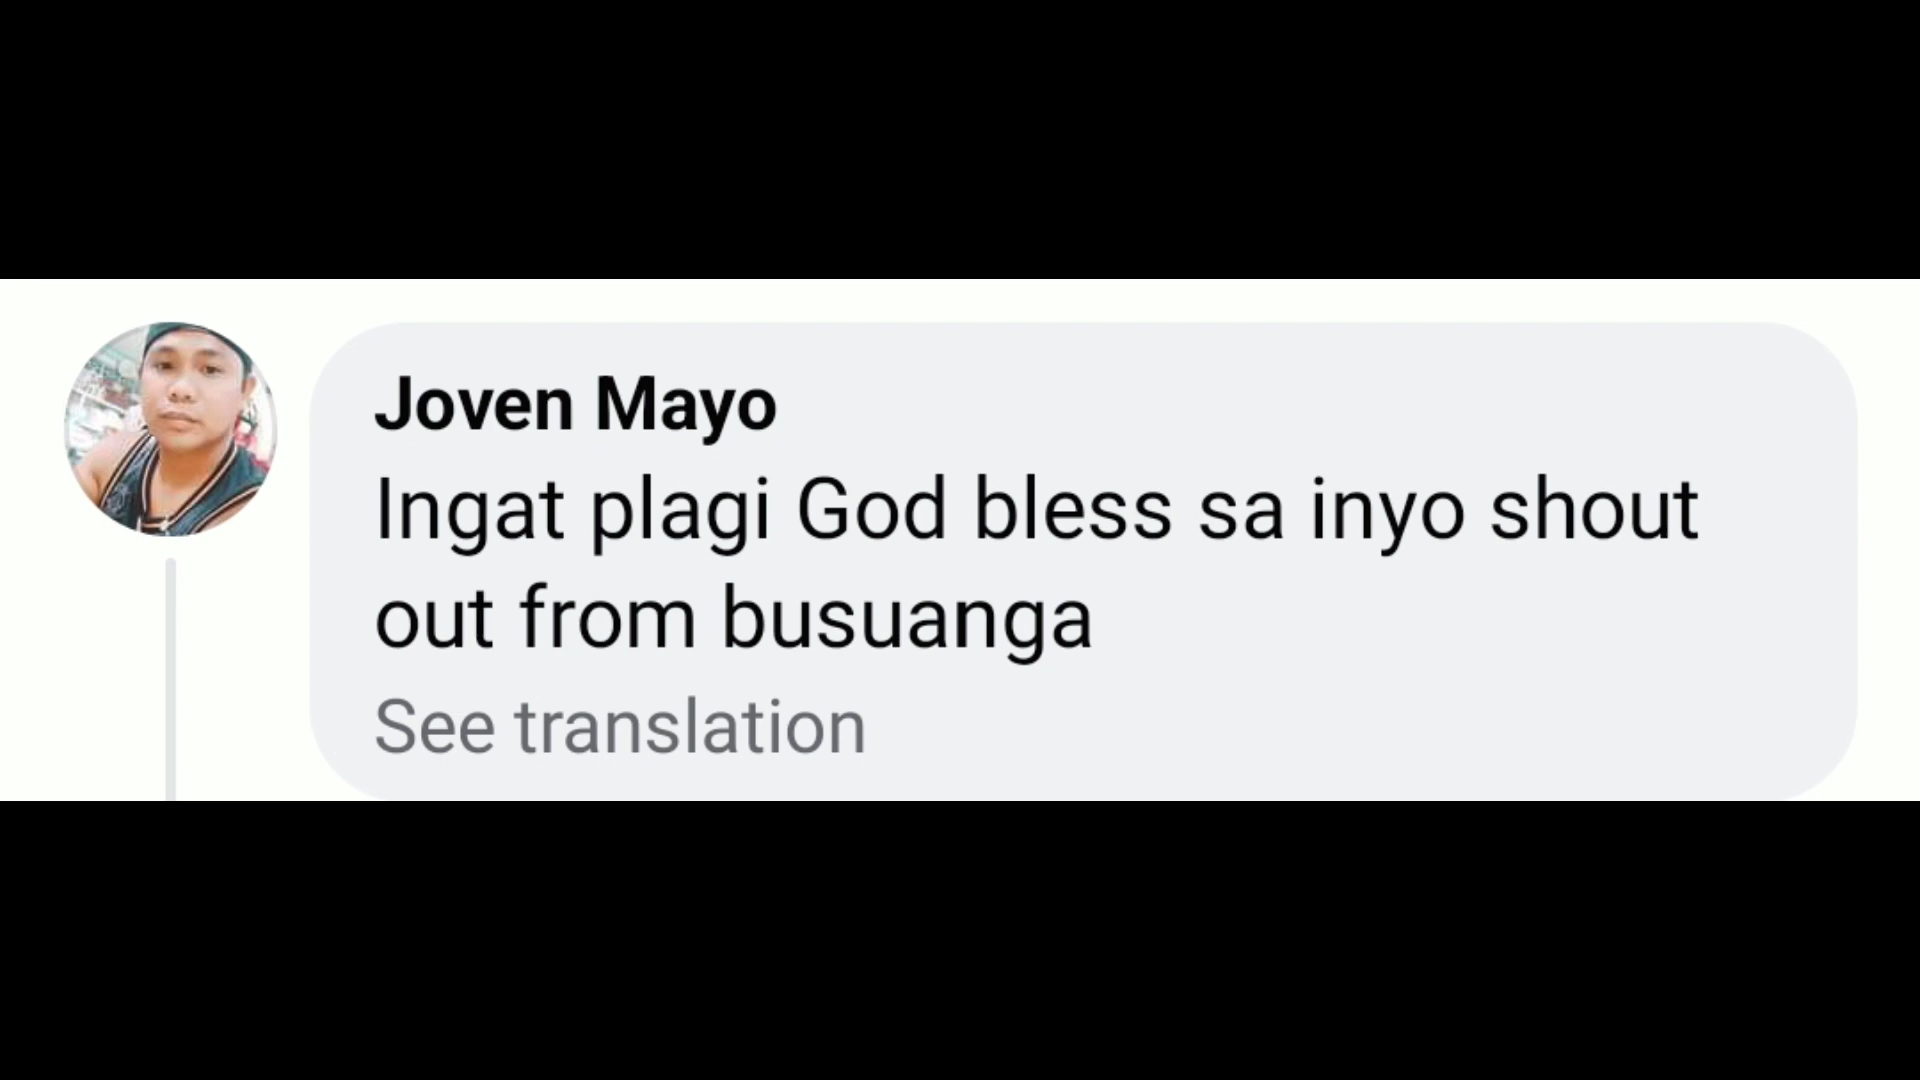 Joven Mayo
Ingat plagi God bless sa inyo shout
out from busuanga
See translation